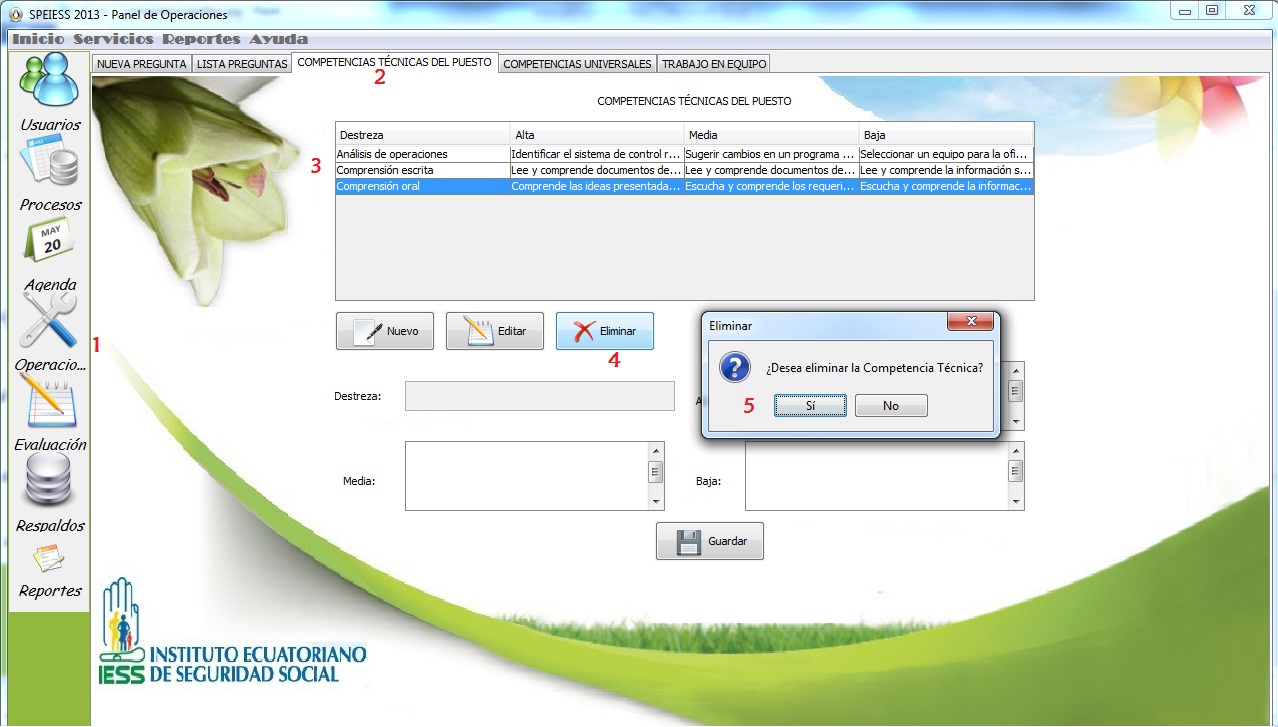 SPEIESS 2013 - Panel de Operaciones
Inicio Servicios Reportes Ayuda
NUEVA PREGUNTA LISTA PREGUNTAS COMPETENCIAS TÉCNICAS DEL PUESTO COMPETENCIAS UNIVERSALES TRABAJO EN EQUIPO
2
Usuarios
Procesos
MAY
20
Agenda
1
Operacio...
Evaluación
Respaldos
Reportes
COMPETENCIAS TÉCNICAS DEL PUESTO
Destreza Alta Media Baja
3
Análisis de operaciones Identificar el sistema de control r... Sugerir cambios en un programa ... Seleccionar un equipo para la ofi...
Comprensión escrita Lee y comprende documentos de... Lee y comprende documentos de... Lee y comprende la información s...
Comprensión oral Comprende las ideas presentada... Escucha y comprende los requeri... Escucha y comprende la informac...
Nuevo Editar Eliminar
4
Eliminar
¿Desea eliminar la Competencia Técnica?
5 Sí No
Destreza:
Media:
Baja:
Guardar
IESS
INSTITUTO ECUATORIANO
DE SEGURIDAD SOCIAL